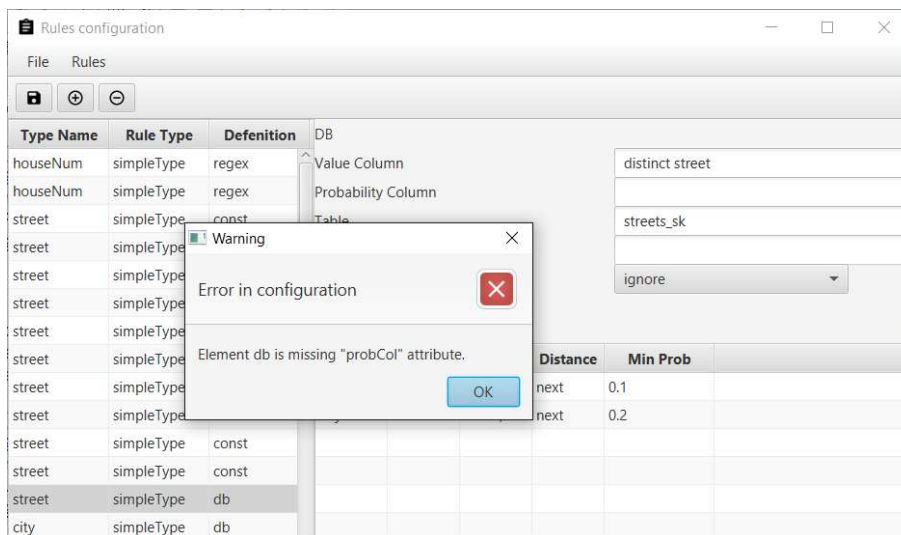 Rules configuration
File Rules
Type Name Rule Type Defenition DB
houseNum simpleType regex Value Column distinct street
houseNum simpleType regex Probability Column
street simpleType const Table streets_sk
Warning
street simpleType
street simpleType ignore
Error in configuration
street simpleType
street simpleType
Element db is missing "probCol" attribute.
street simpleType Distance Min Prob
OK
street simpleType next 0.1
street simpleType next 0.2
street simpleType const
street simpleType const
street simpleType db
city simpleType db